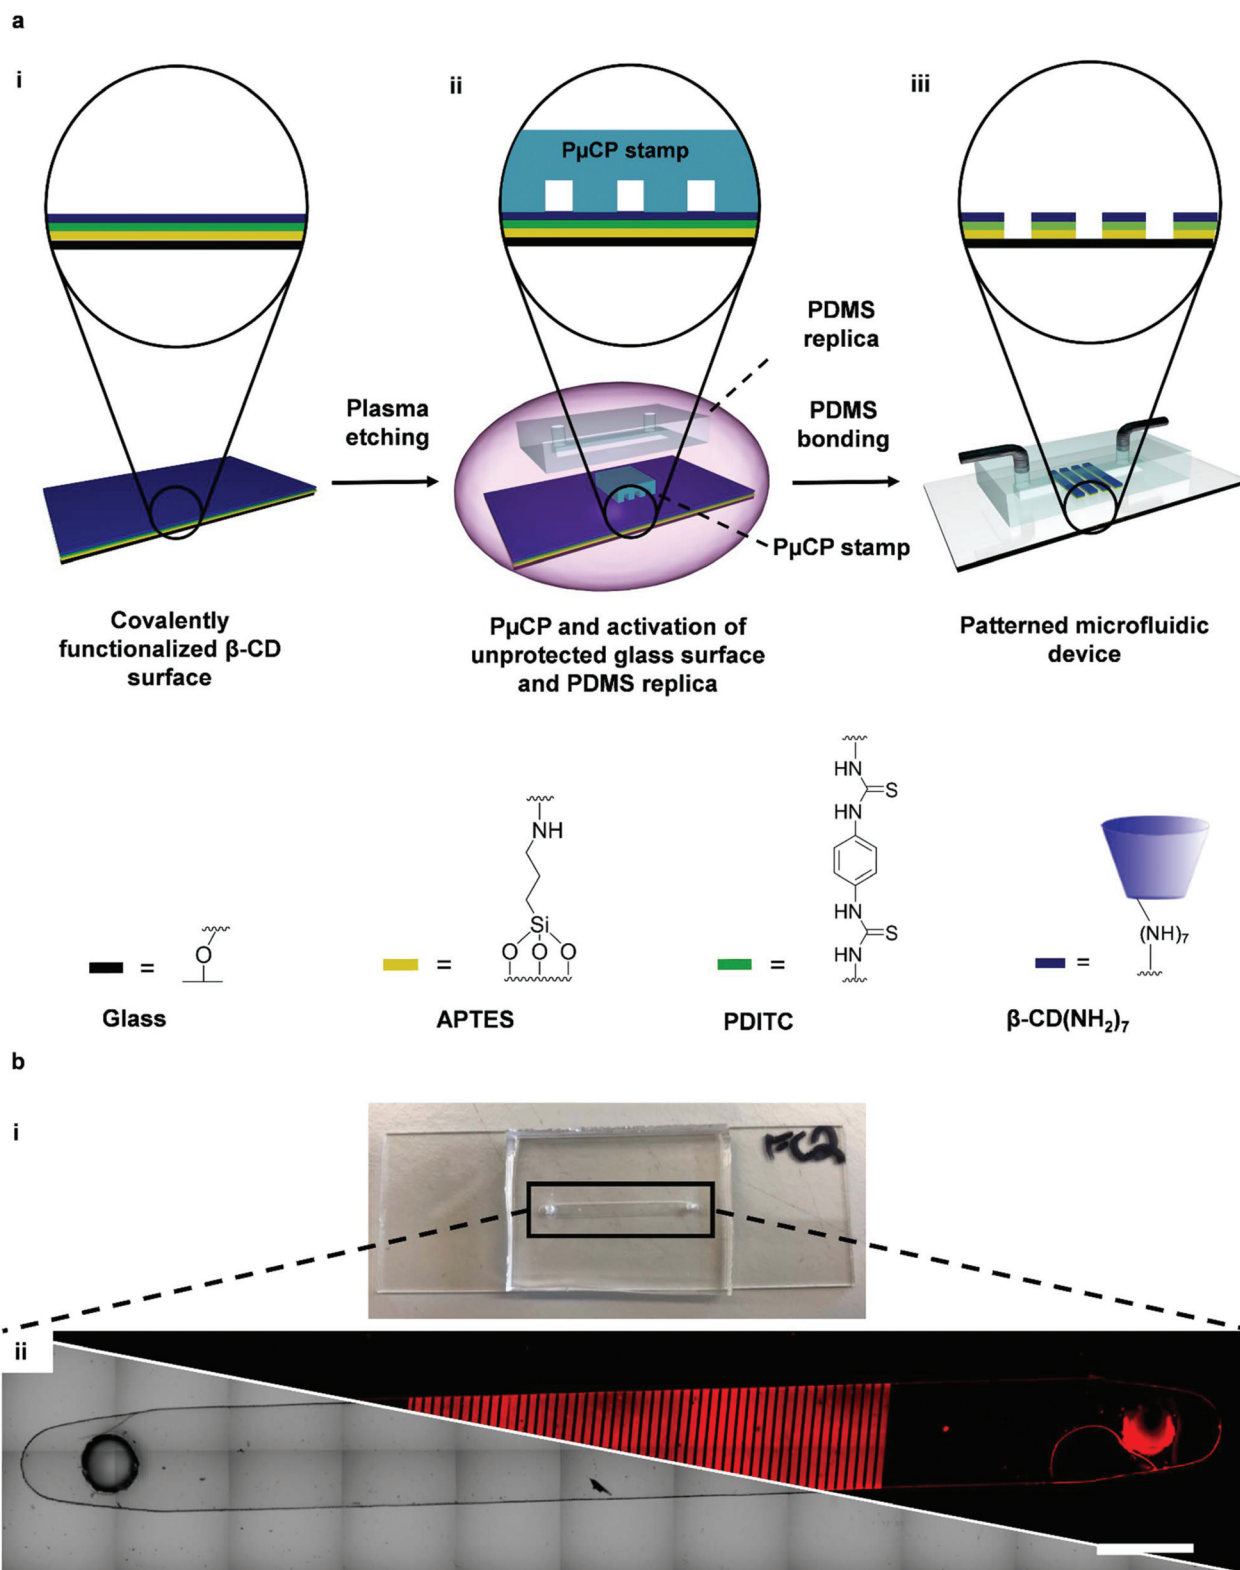 a
i
ii
iii
PµCP stamp
PDMS
replica
Plasma
etching
PDMS
bonding
PµCP stamp
Covalently
functionalized β-CD
surface
PµCP and activation of
unprotected glass surface
and PDMS replica
Patterned microfluidic
device
= O
Glass
= NH Si O O O
APTES
= HN S HN HN S HN
PDITC
= (NH)₇
β-CD(NH₂)₇
b
i
FC2
ii